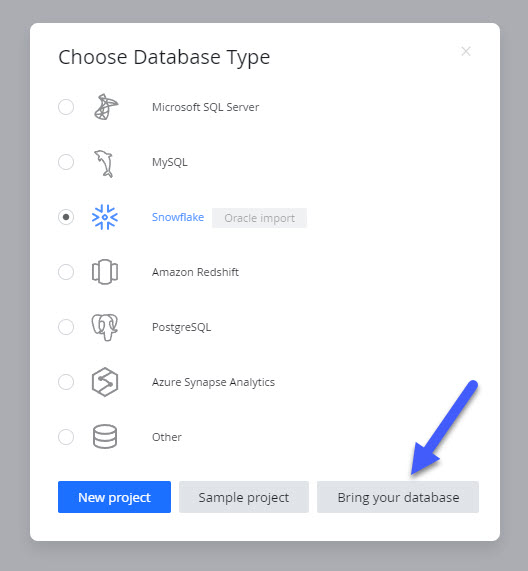 Choose Database Type
Microsoft SQL Server
MySQL
Snowflake Oracle import
Amazon Redshift
PostgreSQL
Azure Synapse Analytics
Other
New project Sample project Bring your database